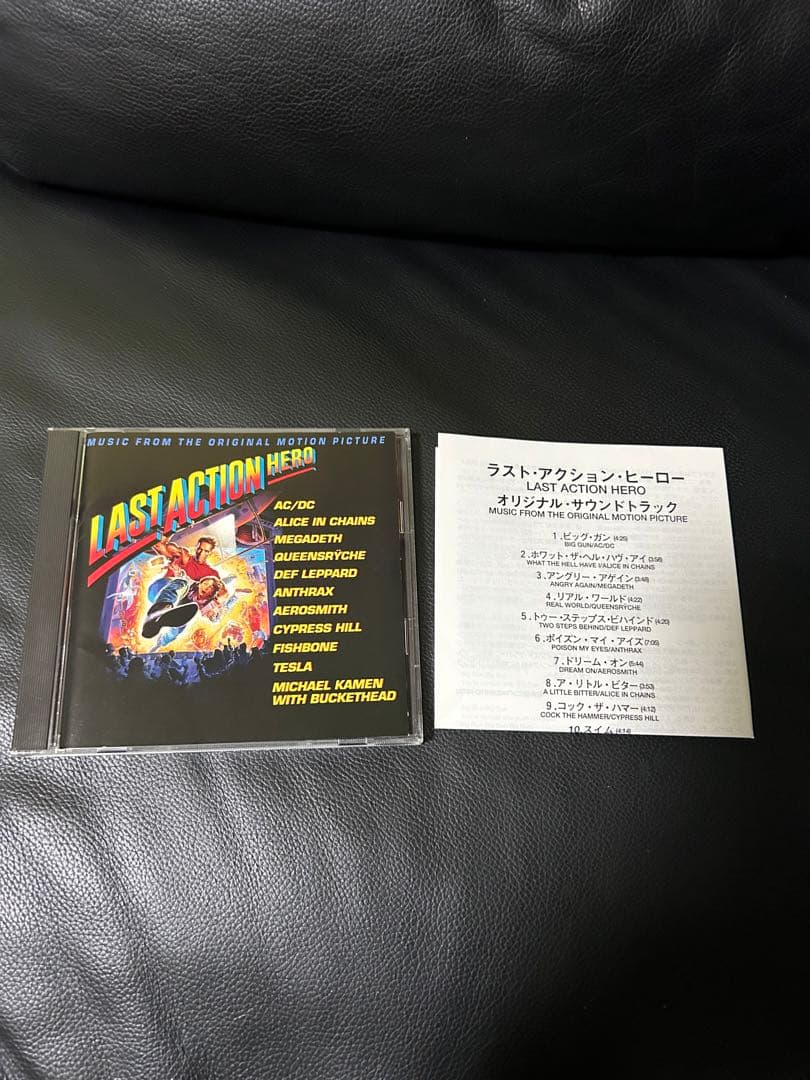 MUSIC FROM THE ORIGINAL MOTION PICTURE
LAST ACTION HERO
AC/DC
ALICE IN CHAINS
MEGADETH
QUEENSRŸCHE
DEF LEPPARD
ANTHRAX
AEROSMITH
CYPRESS HILL
FISHBONE
TESLA
MICHAEL KAMEN
WITH BUCKETHEAD
ラスト・アクション・ヒーロー
LAST ACTION HERO
オリジナル・サウンドトラック
MUSIC FROM THE ORIGINAL MOTION PICTURE
1.ビッグ・ガン (4:25)
BIG GUN/AC/DC
2.ホワット・ザ・ヘル・ハヴ・アイ (3:58)
WHAT THE HELL HAVE I/ALICE IN CHAINS
3.アングリー・アゲイン (3:48)
ANGRY AGAIN/MEGADETH
4.リアル・ワールド (4:22)
REAL WORLD/QUEENSRŸCHE
5.トゥー・ステップス・ビハインド (4:20)
TWO STEPS BEHIND/DEF LEPPARD
6.ポイズン・マイ・アイズ (7:05)
POISON MY EYES/ANTHRAX
7.ドリーム・オン (5:44)
DREAM ON/AEROSMITH
8.ア・リトル・ビター (3:53)
A LITTLE BITTER/ALICE IN CHAINS
9.コック・ザ・ハマー (4:12)
COCK THE HAMMER/CYPRESS HILL
10.スイム (4:14)